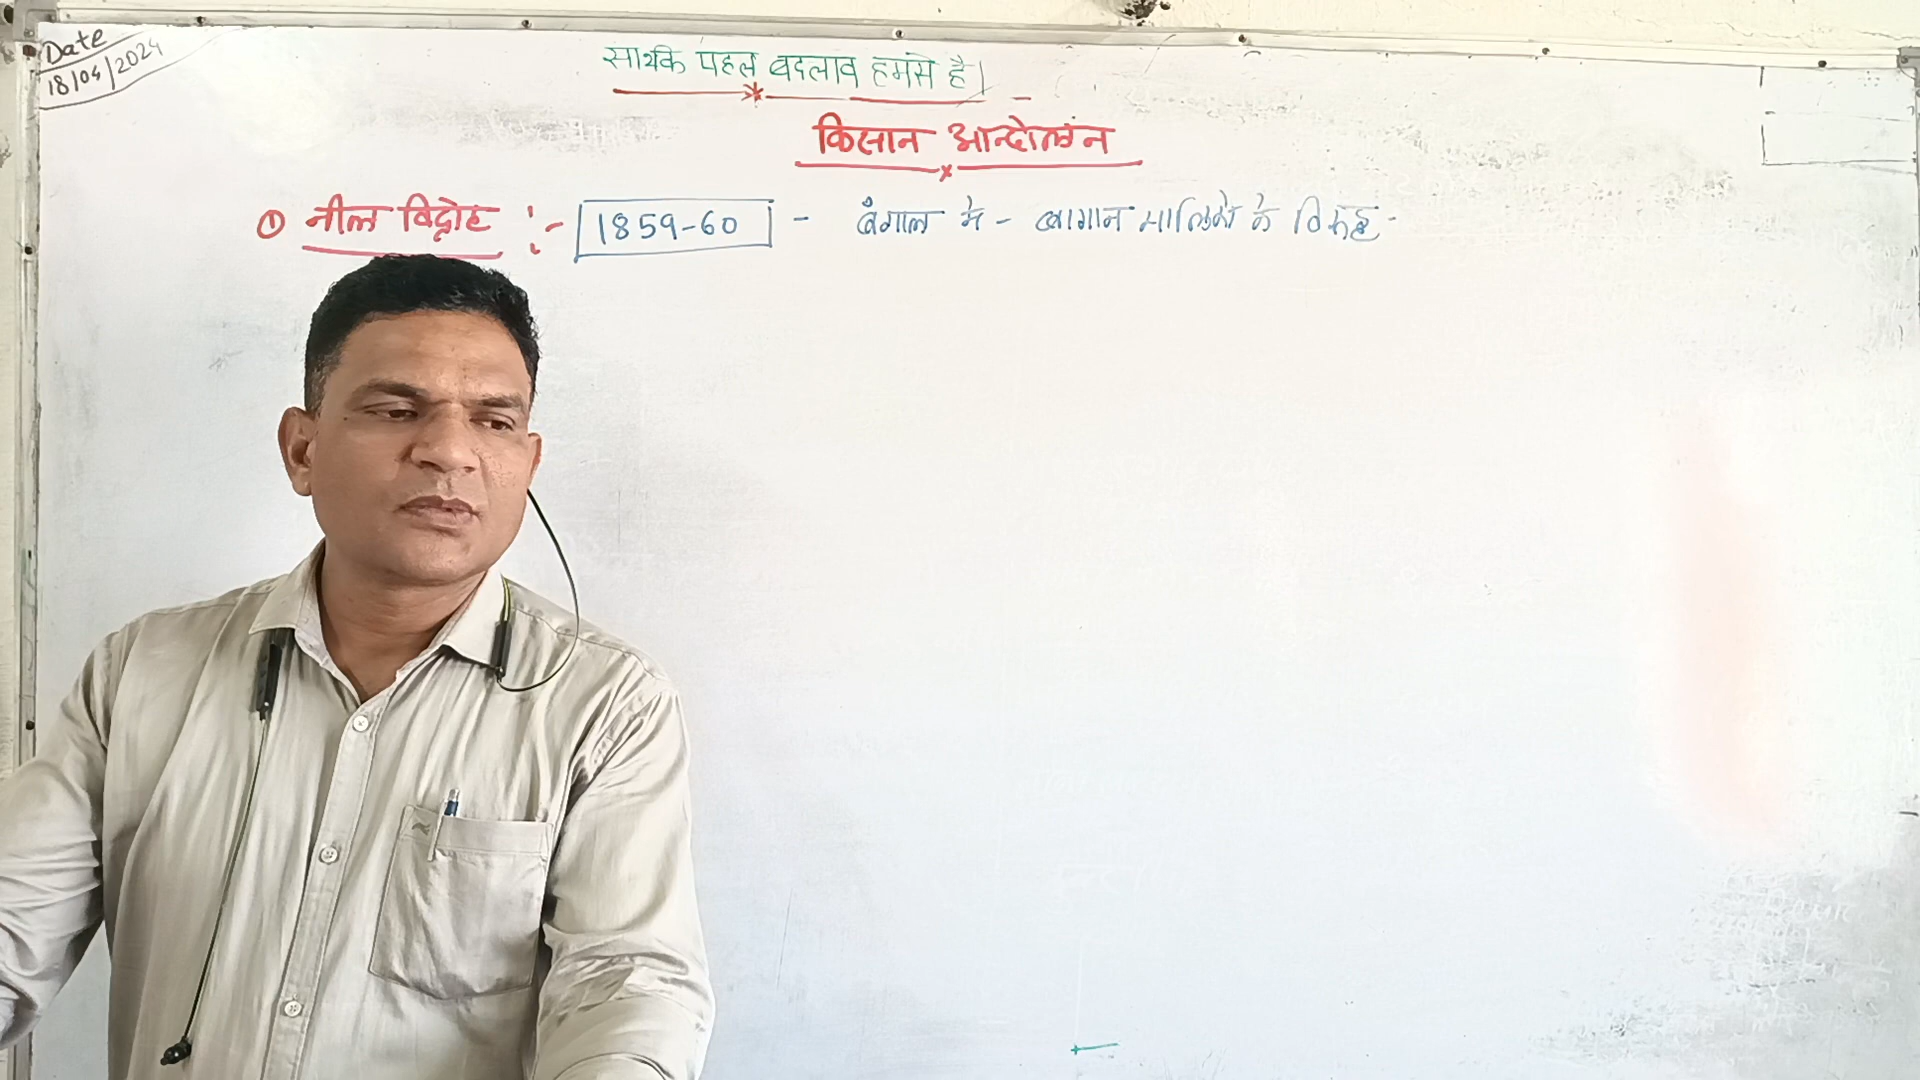 Date
18/04/2024
सार्थक पहल बदलाव हमसे है।
किसान आन्दोलन
① नील विद्रोह :- 1859-60 - बंगाल मे - बागान मालिको के विरूद्ध -